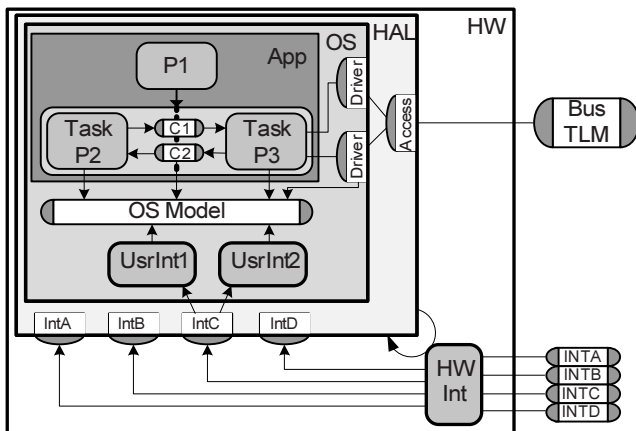 HW
HAL
OS
App
P1
Driver
Access
Bus
TLM
Task
P2
C1
C2
Task
P3
Driver
OS Model
UsrInt1
UsrInt2
IntA
IntB
IntC
IntD
HW
Int
INTA
INTB
INTC
INTD